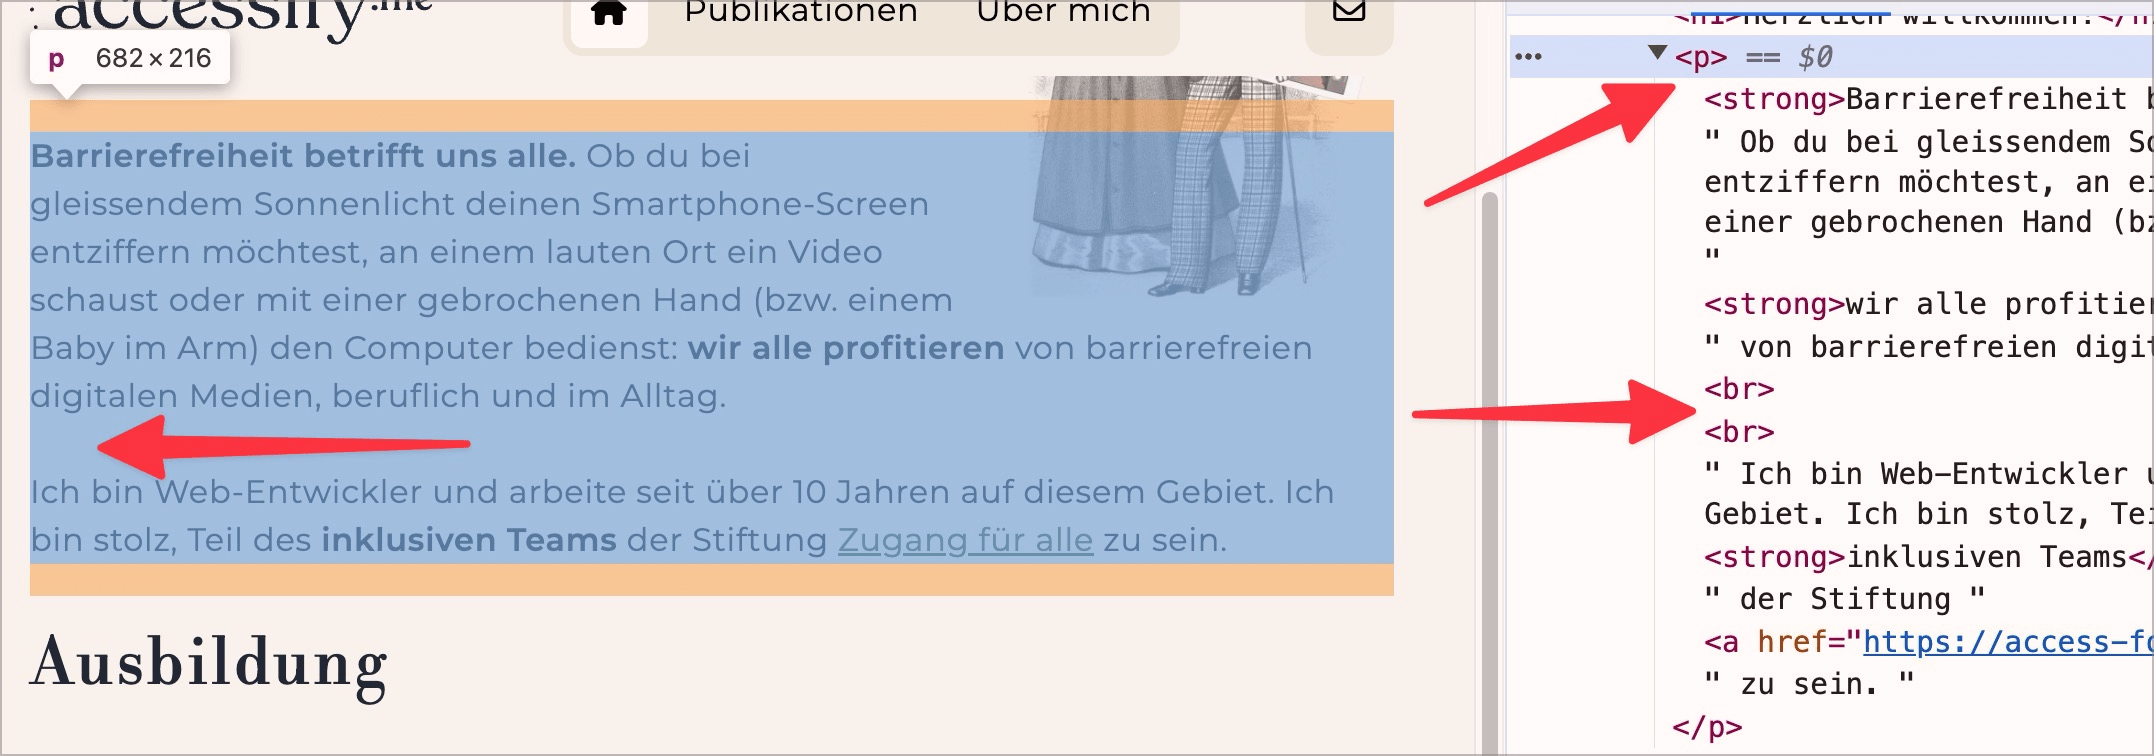 accessify.me
Publikationen
Über mich
p 682 × 216
Barrierefreiheit betrifft uns alle. Ob du bei
gleissendem Sonnenlicht deinen Smartphone-Screen
entziffern möchtest, an einem lauten Ort ein Video
schaust oder mit einer gebrochenen Hand (bzw. einem
Baby im Arm) den Computer bedienst: wir alle profitieren von barrierefreien
digitalen Medien, beruflich und im Alltag.
Ich bin Web-Entwickler und arbeite seit über 10 Jahren auf diesem Gebiet. Ich
bin stolz, Teil des inklusiven Teams der Stiftung Zugang für alle zu sein.
Ausbildung
<h1>Herzlich willkommen!</h
••• ▼ <p> == $0
<strong>Barrierefreiheit b
" Ob du bei gleissendem So
entziffern möchtest, an ei
einer gebrochenen Hand (bz
"
<strong>wir alle profitier
" von barrierefreien digit
<br>
<br>
" Ich bin Web-Entwickler u
Gebiet. Ich bin stolz, Tei
<strong>inklusiven Teams</
" der Stiftung "
<a href="https://access-fo
" zu sein. "
</p>